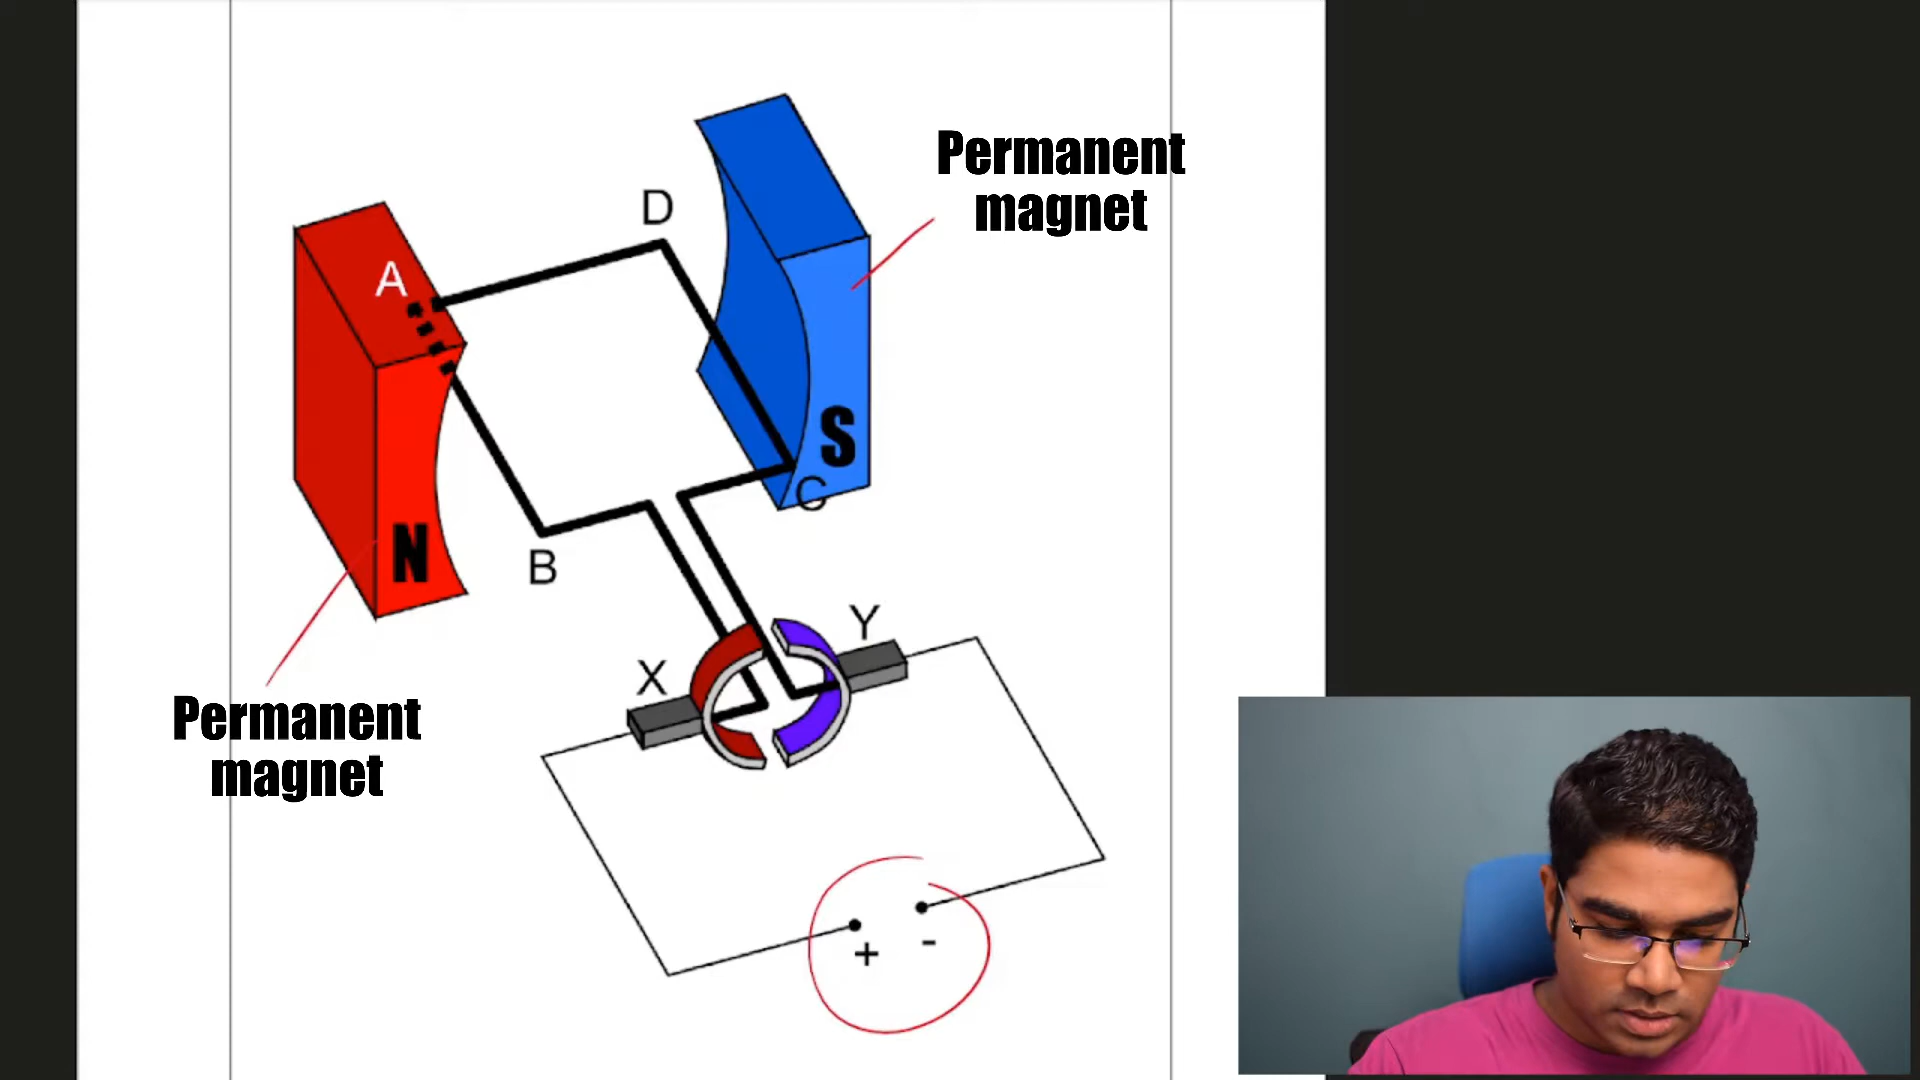 Permanent
magnet
D
A
S
C
N
B
Y
X
Permanent
magnet
+ -